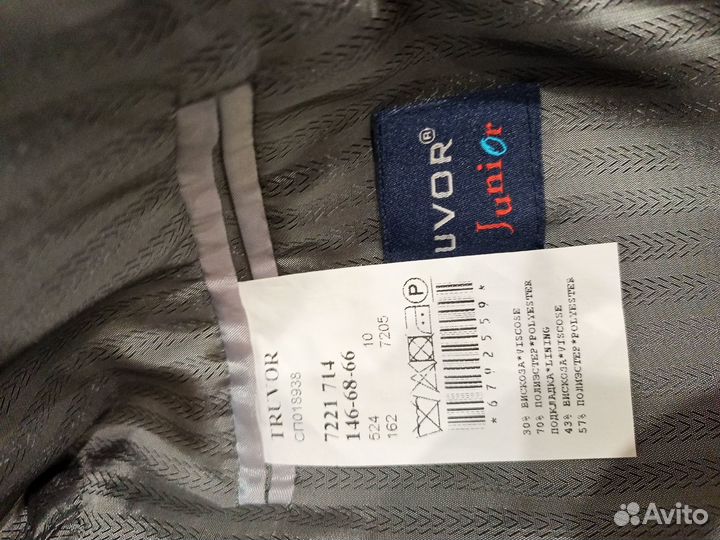 UVOR®
Junior
TRUVOR
СП018938
7221 714
146-68-66
524 10
162 7205
P
*6792559*
30% ВИСКОЗА*VISCOSE
70% ПОЛИЭСТЕР*POLYESTER
ПОДКЛАДКА*LINING
43% ВИСКОЗА*VISCOSE
57% ПОЛИЭСТЕР*POLYESTER
Avito